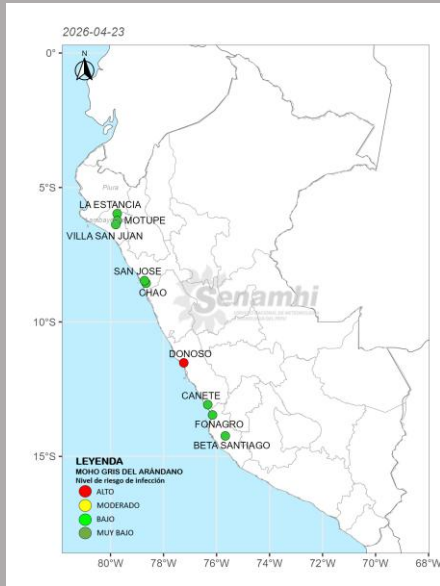 2026-04-23
N
0°
5°S
10°S
15°S
Piura
LA ESTANCIA
MOTUPE
VILLA SAN JUAN
SAN JOSE
CHAO
Senamhi
DONOSO
CANETE
FONAGRO
BETA SANTIAGO
LEYENDA
MOHO GRIS DEL ARÁNDANO
Nivel de riesgo de infección
ALTO
MODERADO
BAJO
MUY BAJO
80°W 78°W 76°W 74°W 72°W 70°W 68°W